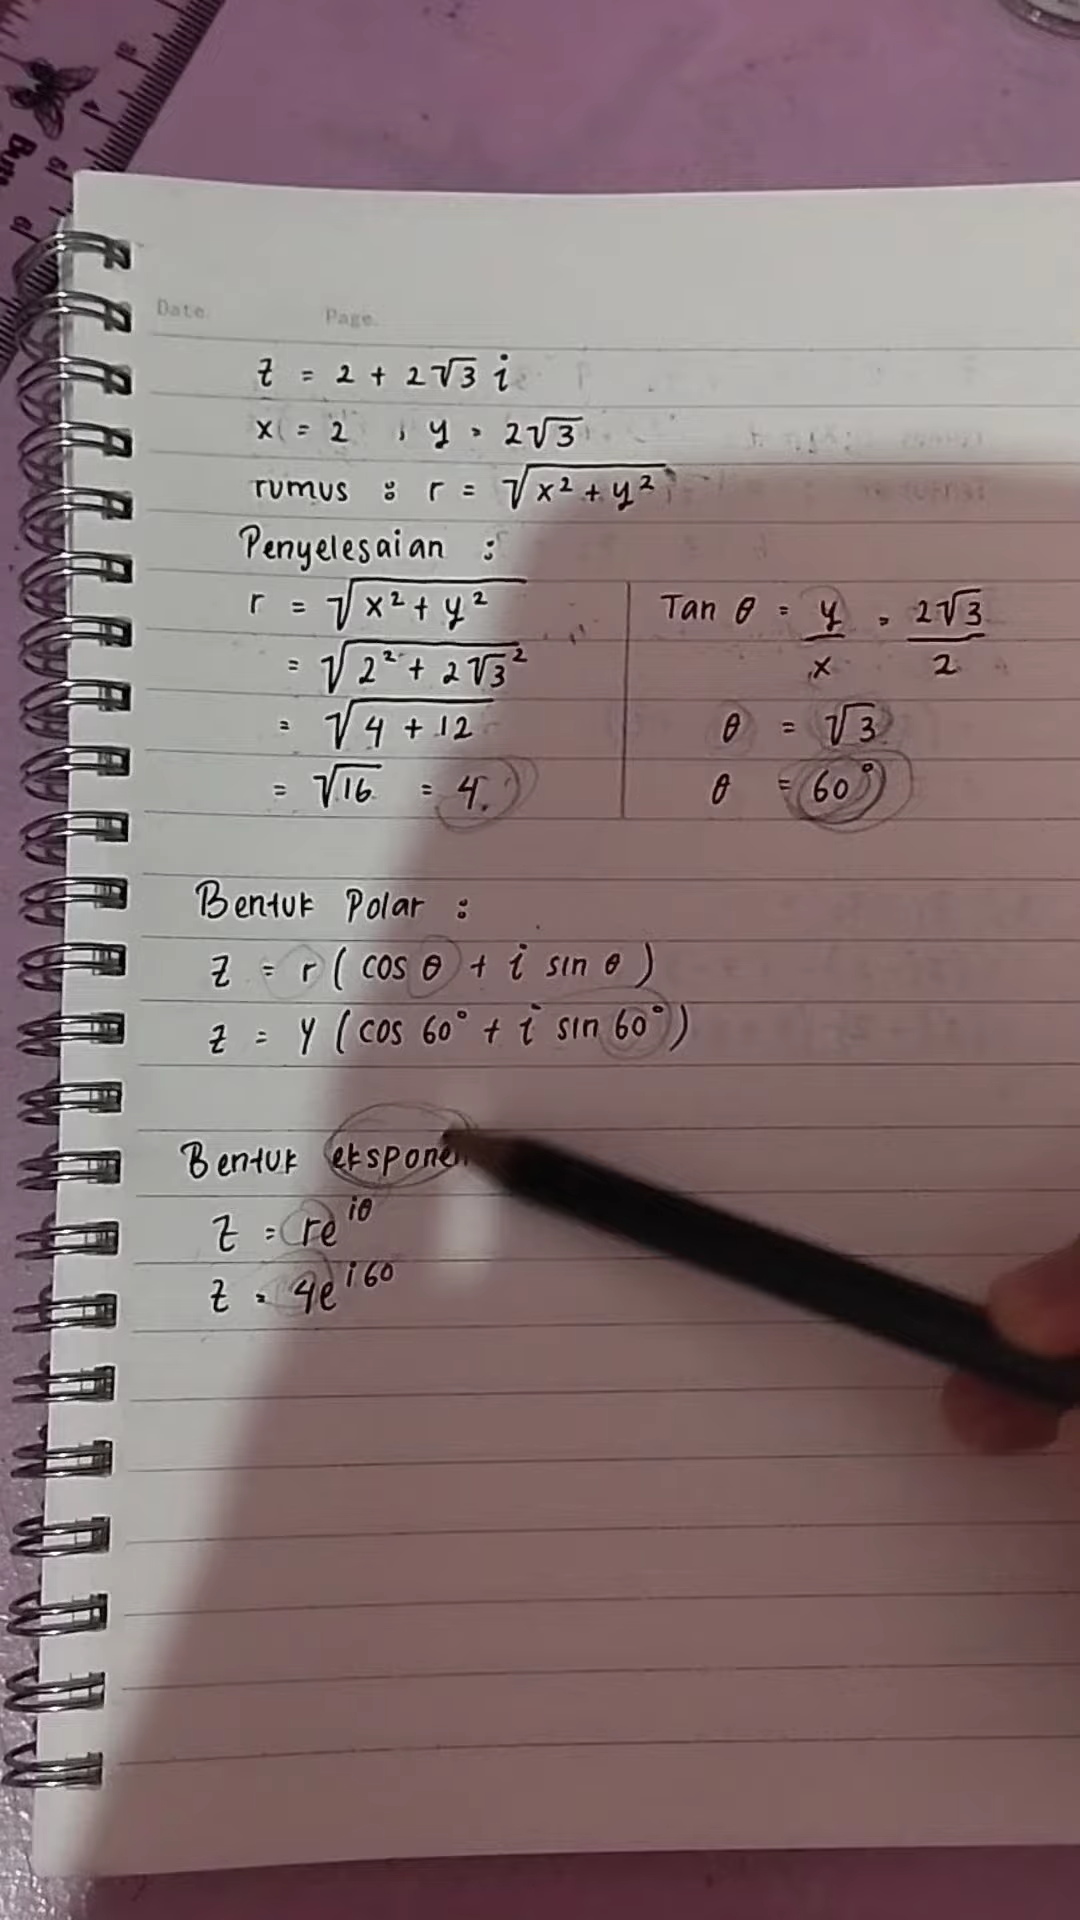 Date. Page.
z = 2 + 2√3 i
x = 2 , y = 2√3
rumus : r = √x² + y²
Penyelesaian :
r = √x² + y²
= √2² + 2√3²
= √4 + 12
= √16 = 4.
Tan θ = y/x = 2√3/2
θ = √3
θ = 60°
Bentuk Polar :
z = r ( cos θ + i sin θ )
z = 4 ( cos 60° + i sin 60° )
Bentuk
z = re^iθ
z = 4e^i60